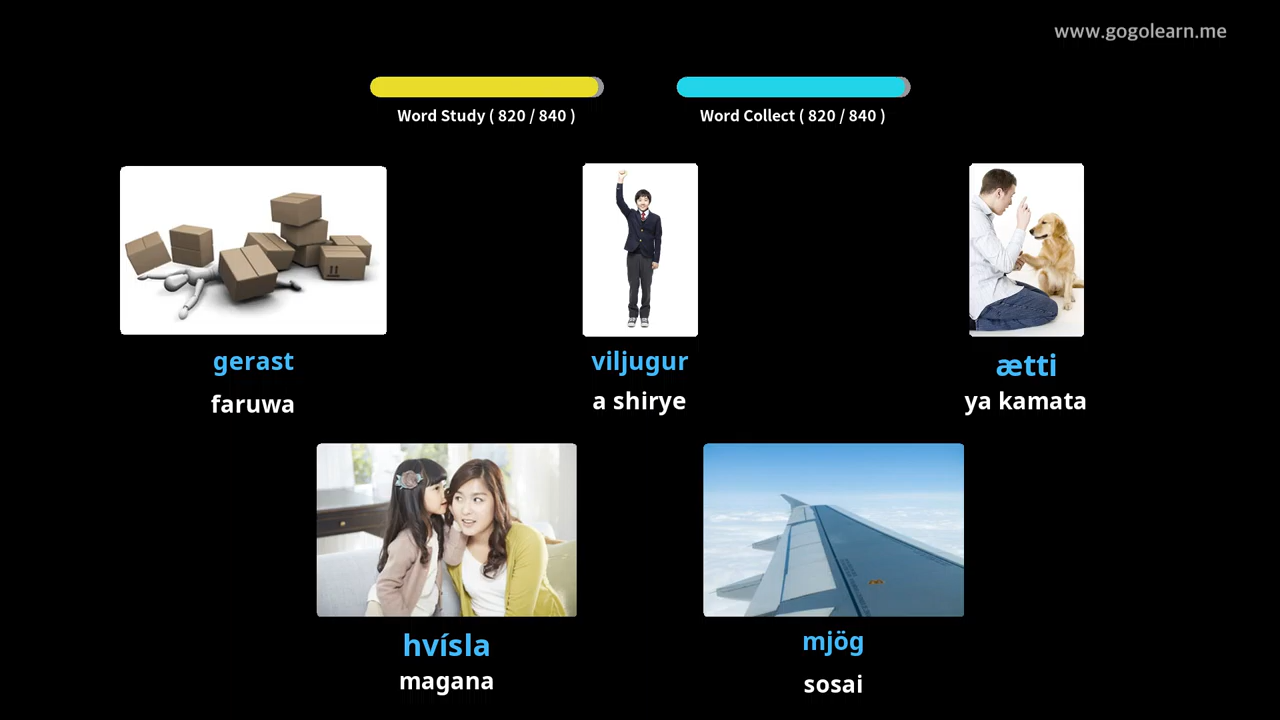 www.gogolearn.me
Word Study ( 820 / 840 )
Word Collect ( 820 / 840 )
gerast
faruwa
viljugur
a shirye
ætti
ya kamata
hvísla
magana
mjög
sosai